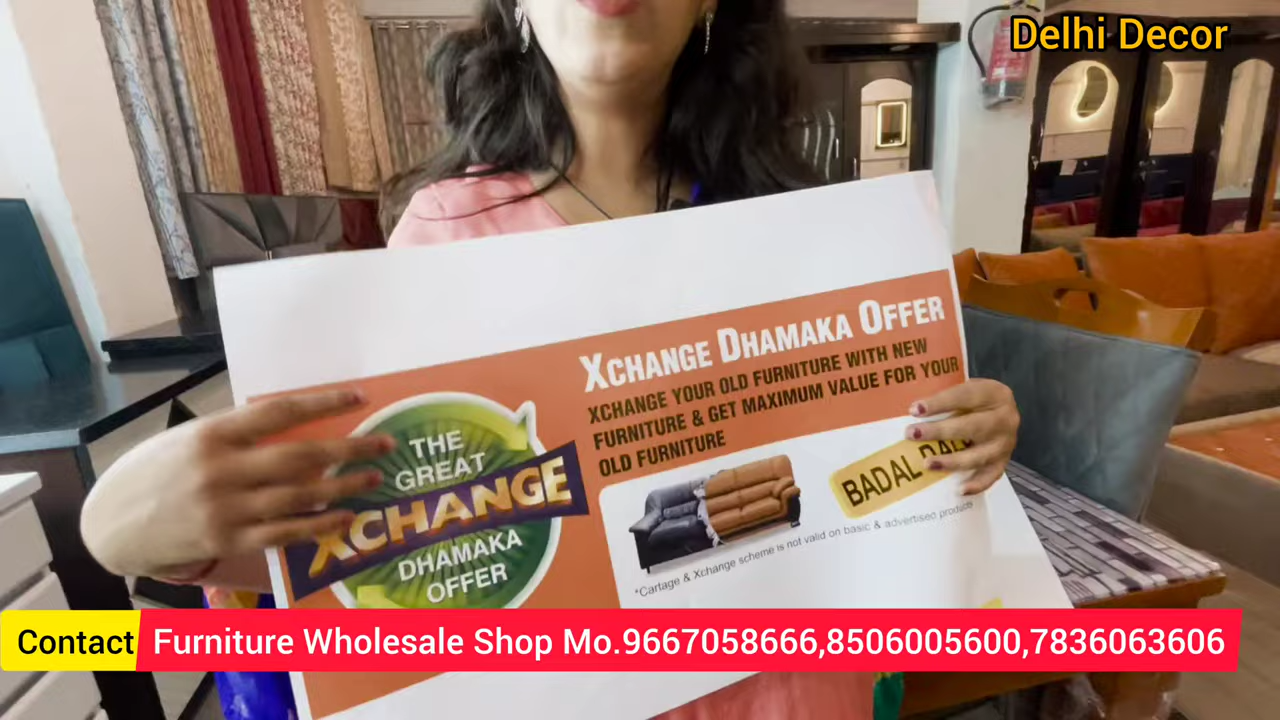 Delhi Decor
XCHANGE DHAMAKA OFFER
XCHANGE YOUR OLD FURNITURE WITH NEW
FURNITURE & GET MAXIMUM VALUE FOR YOUR
OLD FURNITURE
THE
GREAT
XCHANGE
DHAMAKA
OFFER
BADAL
*Cartage & Xchange scheme is not valid on basic & advertised products
Contact Furniture Wholesale Shop Mo.9667058666,8506005600,7836063606